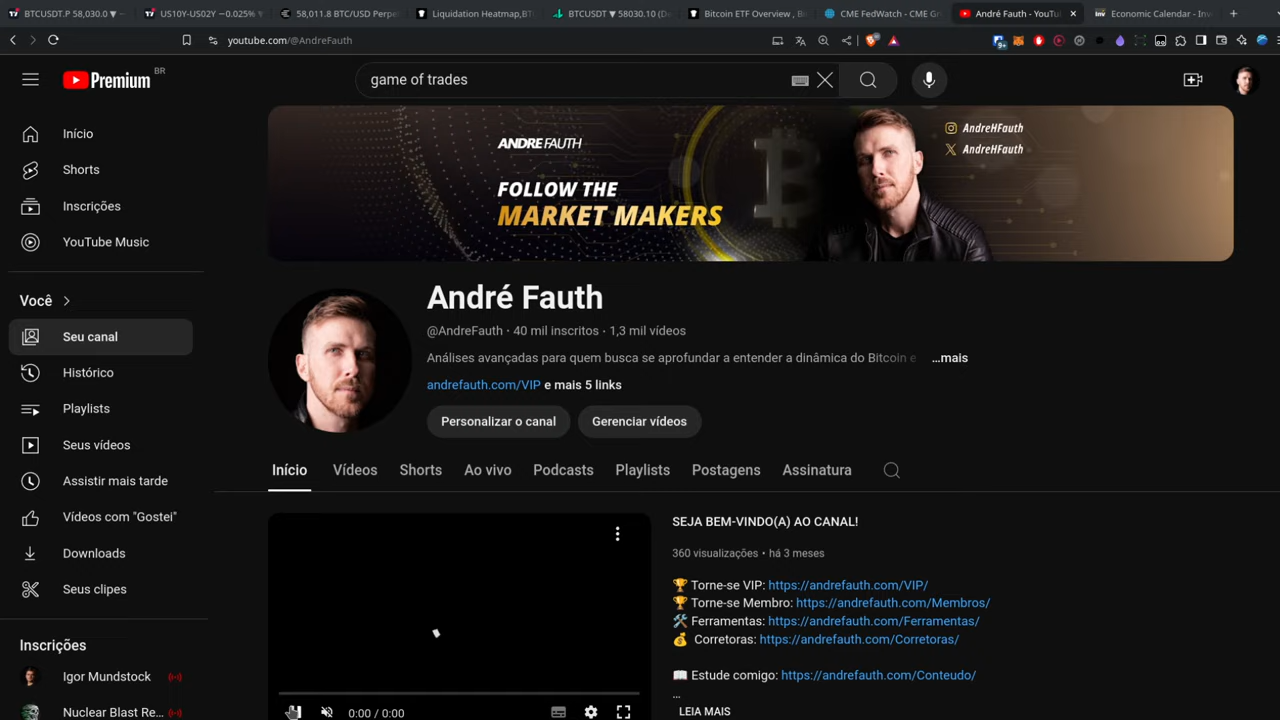 BTCUSDT.P 58,030.0 ▼ −
US10Y-US02Y −0.025%
58,011.8 BTC/USD Perpe
Liquidation Heatmap,BT
BTCUSDT ▼ 58030.10 (De
Bitcoin ETF Overview , Bi
CME FedWatch - CME Gr
André Fauth - YouTu
Economic Calendar - Inv
youtube.com/@AndreFauth
9+
Premium BR
game of trades
Início
Shorts
Inscrições
YouTube Music
Você
Seu canal
Histórico
Playlists
Seus vídeos
Assistir mais tarde
Vídeos com "Gostei"
Downloads
Seus clipes
Inscrições
Igor Mundstock
Nuclear Blast Re...
ANDREFAUTH
FOLLOW THE
MARKET MAKERS
AndreHFauth
AndreHFauth
André Fauth
@AndreFauth • 40 mil inscritos • 1,3 mil vídeos
Análises avançadas para quem busca se aprofundar a entender a dinâmica do Bitcoin e ...mais
andrefauth.com/VIP e mais 5 links
Personalizar o canal
Gerenciar vídeos
Início
Vídeos
Shorts
Ao vivo
Podcasts
Playlists
Postagens
Assinatura
0:00 / 0:00
SEJA BEM-VINDO(A) AO CANAL!
360 visualizações • há 3 meses
🏆 Torne-se VIP: https://andrefauth.com/VIP/
🏆 Torne-se Membro: https://andrefauth.com/Membros/
🛠️ Ferramentas: https://andrefauth.com/Ferramentas/
💰 Corretoras: https://andrefauth.com/Corretoras/
📖 Estude comigo: https://andrefauth.com/Conteudo/
...
LEIA MAIS